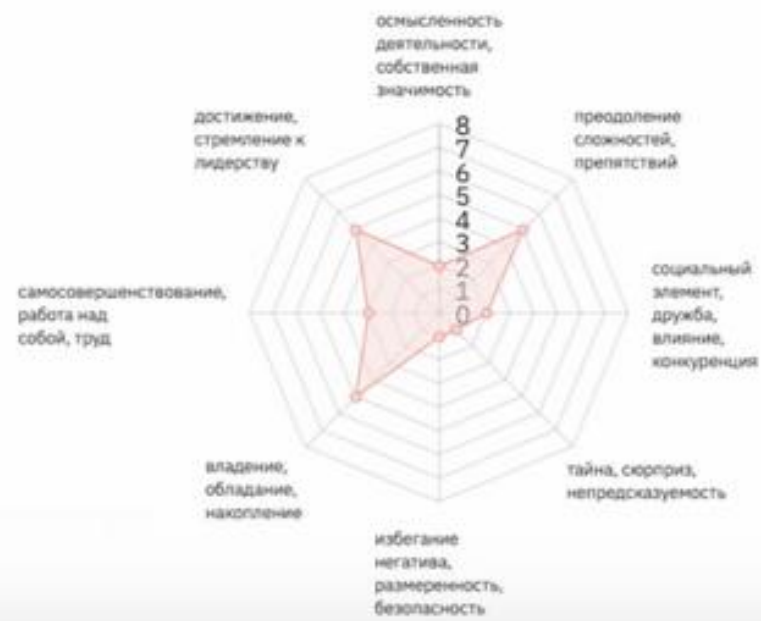 осмысленность
деятельности,
собственная
значимость
достижение,
стремление к
лидерству
преодоление
сложностей,
препятствий
8
7
6
5
4
3
2
1
0
самосовершенствование,
работа над
собой, труд
социальный
элемент,
дружба,
влияние,
конкуренция
владение,
обладание,
накопление
тайна, сюрприз,
непредсказуемость
избегание
негатива,
размеренность,
безопасность